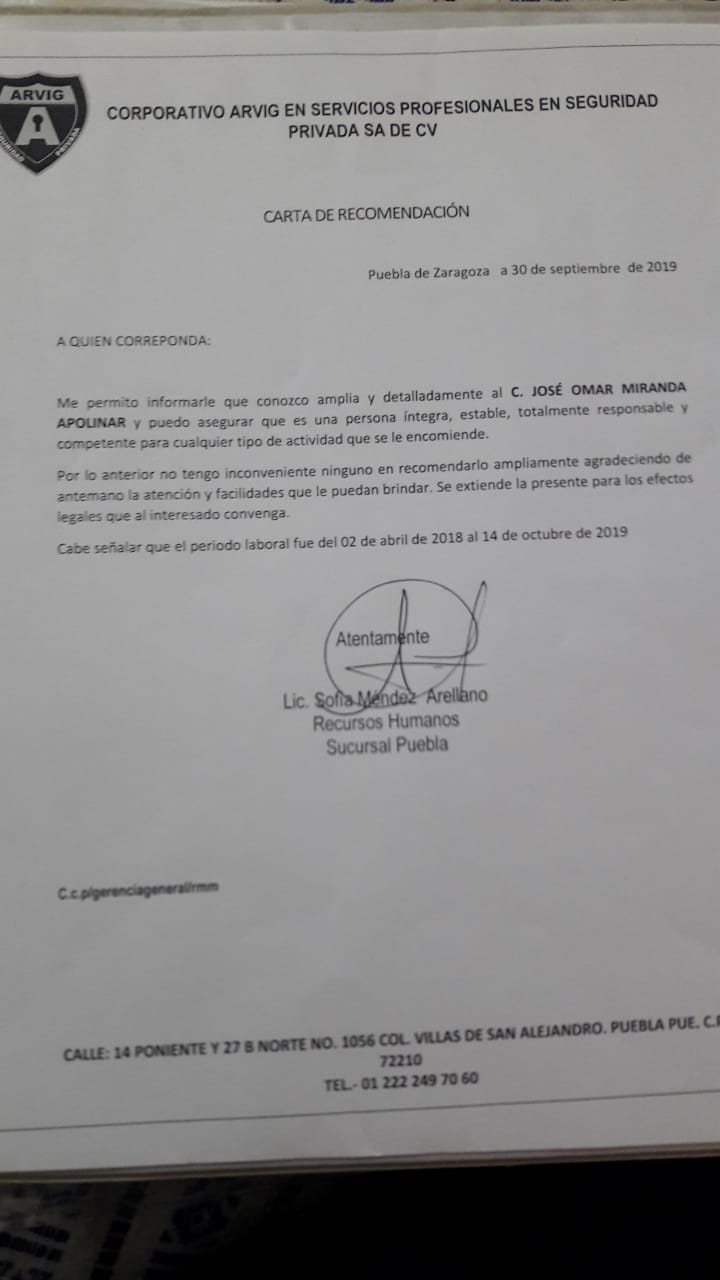 ARVIG
A
SEGURIDAD PRIVADA
CORPORATIVO ARVIG EN SERVICIOS PROFESIONALES EN SEGURIDAD
PRIVADA SA DE CV
CARTA DE RECOMENDACIÓN
Puebla de Zaragoza a 30 de septiembre de 2019
A QUIEN CORREPONDA:
Me permito informarle que conozco amplia y detalladamente al C. JOSÉ OMAR MIRANDA
APOLINAR y puedo asegurar que es una persona íntegra, estable, totalmente responsable y
competente para cualquier tipo de actividad que se le encomiende.
Por lo anterior no tengo inconveniente ninguno en recomendarlo ampliamente agradeciendo de
antemano la atención y facilidades que le puedan brindar. Se extiende la presente para los efectos
legales que al interesado convenga.
Cabe señalar que el periodo laboral fue del 02 de abril de 2018 al 14 de octubre de 2019
Atentamente
Lic. Sofía Méndez Arellano
Recursos Humanos
Sucursal Puebla
C.c.p/gerenciageneral/rmm
CALLE: 14 PONIENTE Y 27 B NORTE NO. 1056 COL. VILLAS DE SAN ALEJANDRO. PUEBLA PUE. C.P
72210
TEL.- 01 222 249 70 60